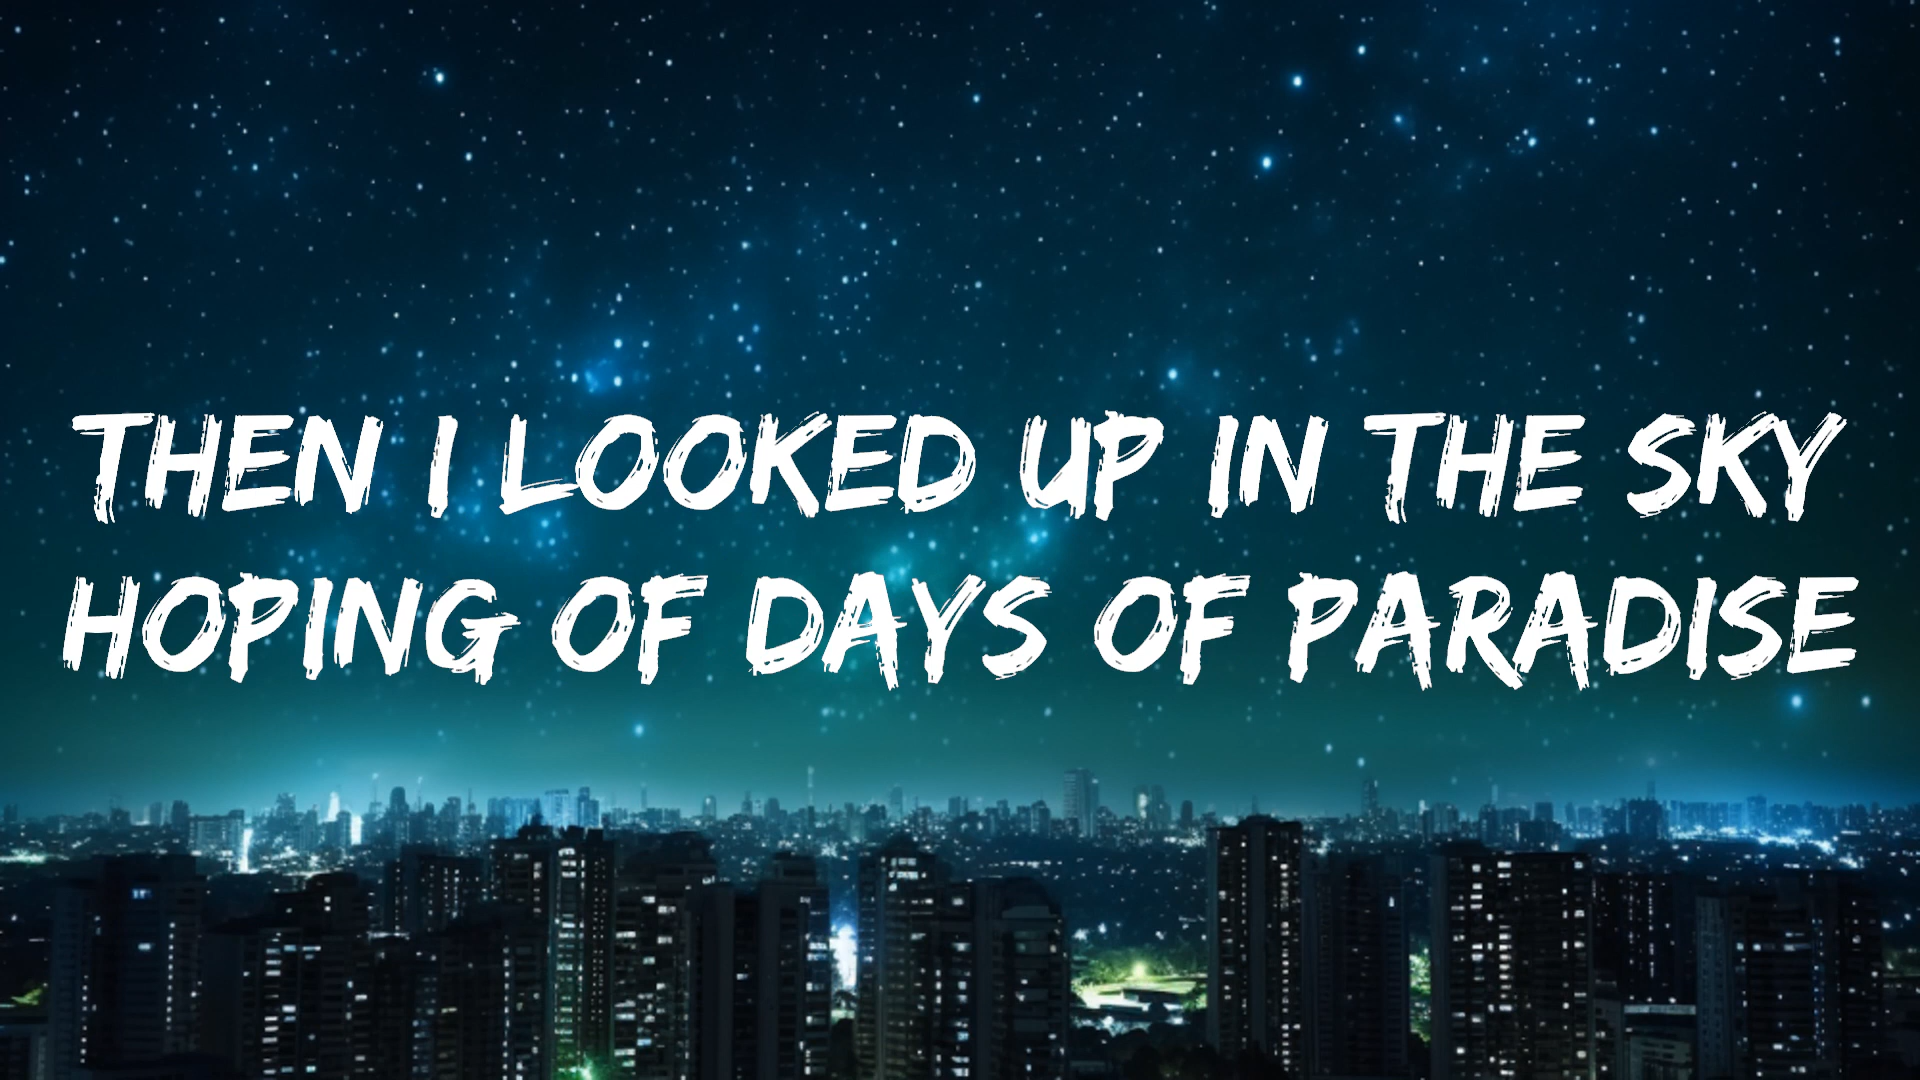 THEN I LOOKED UP IN THE SKY
HOPING OF DAYS OF PARADISE